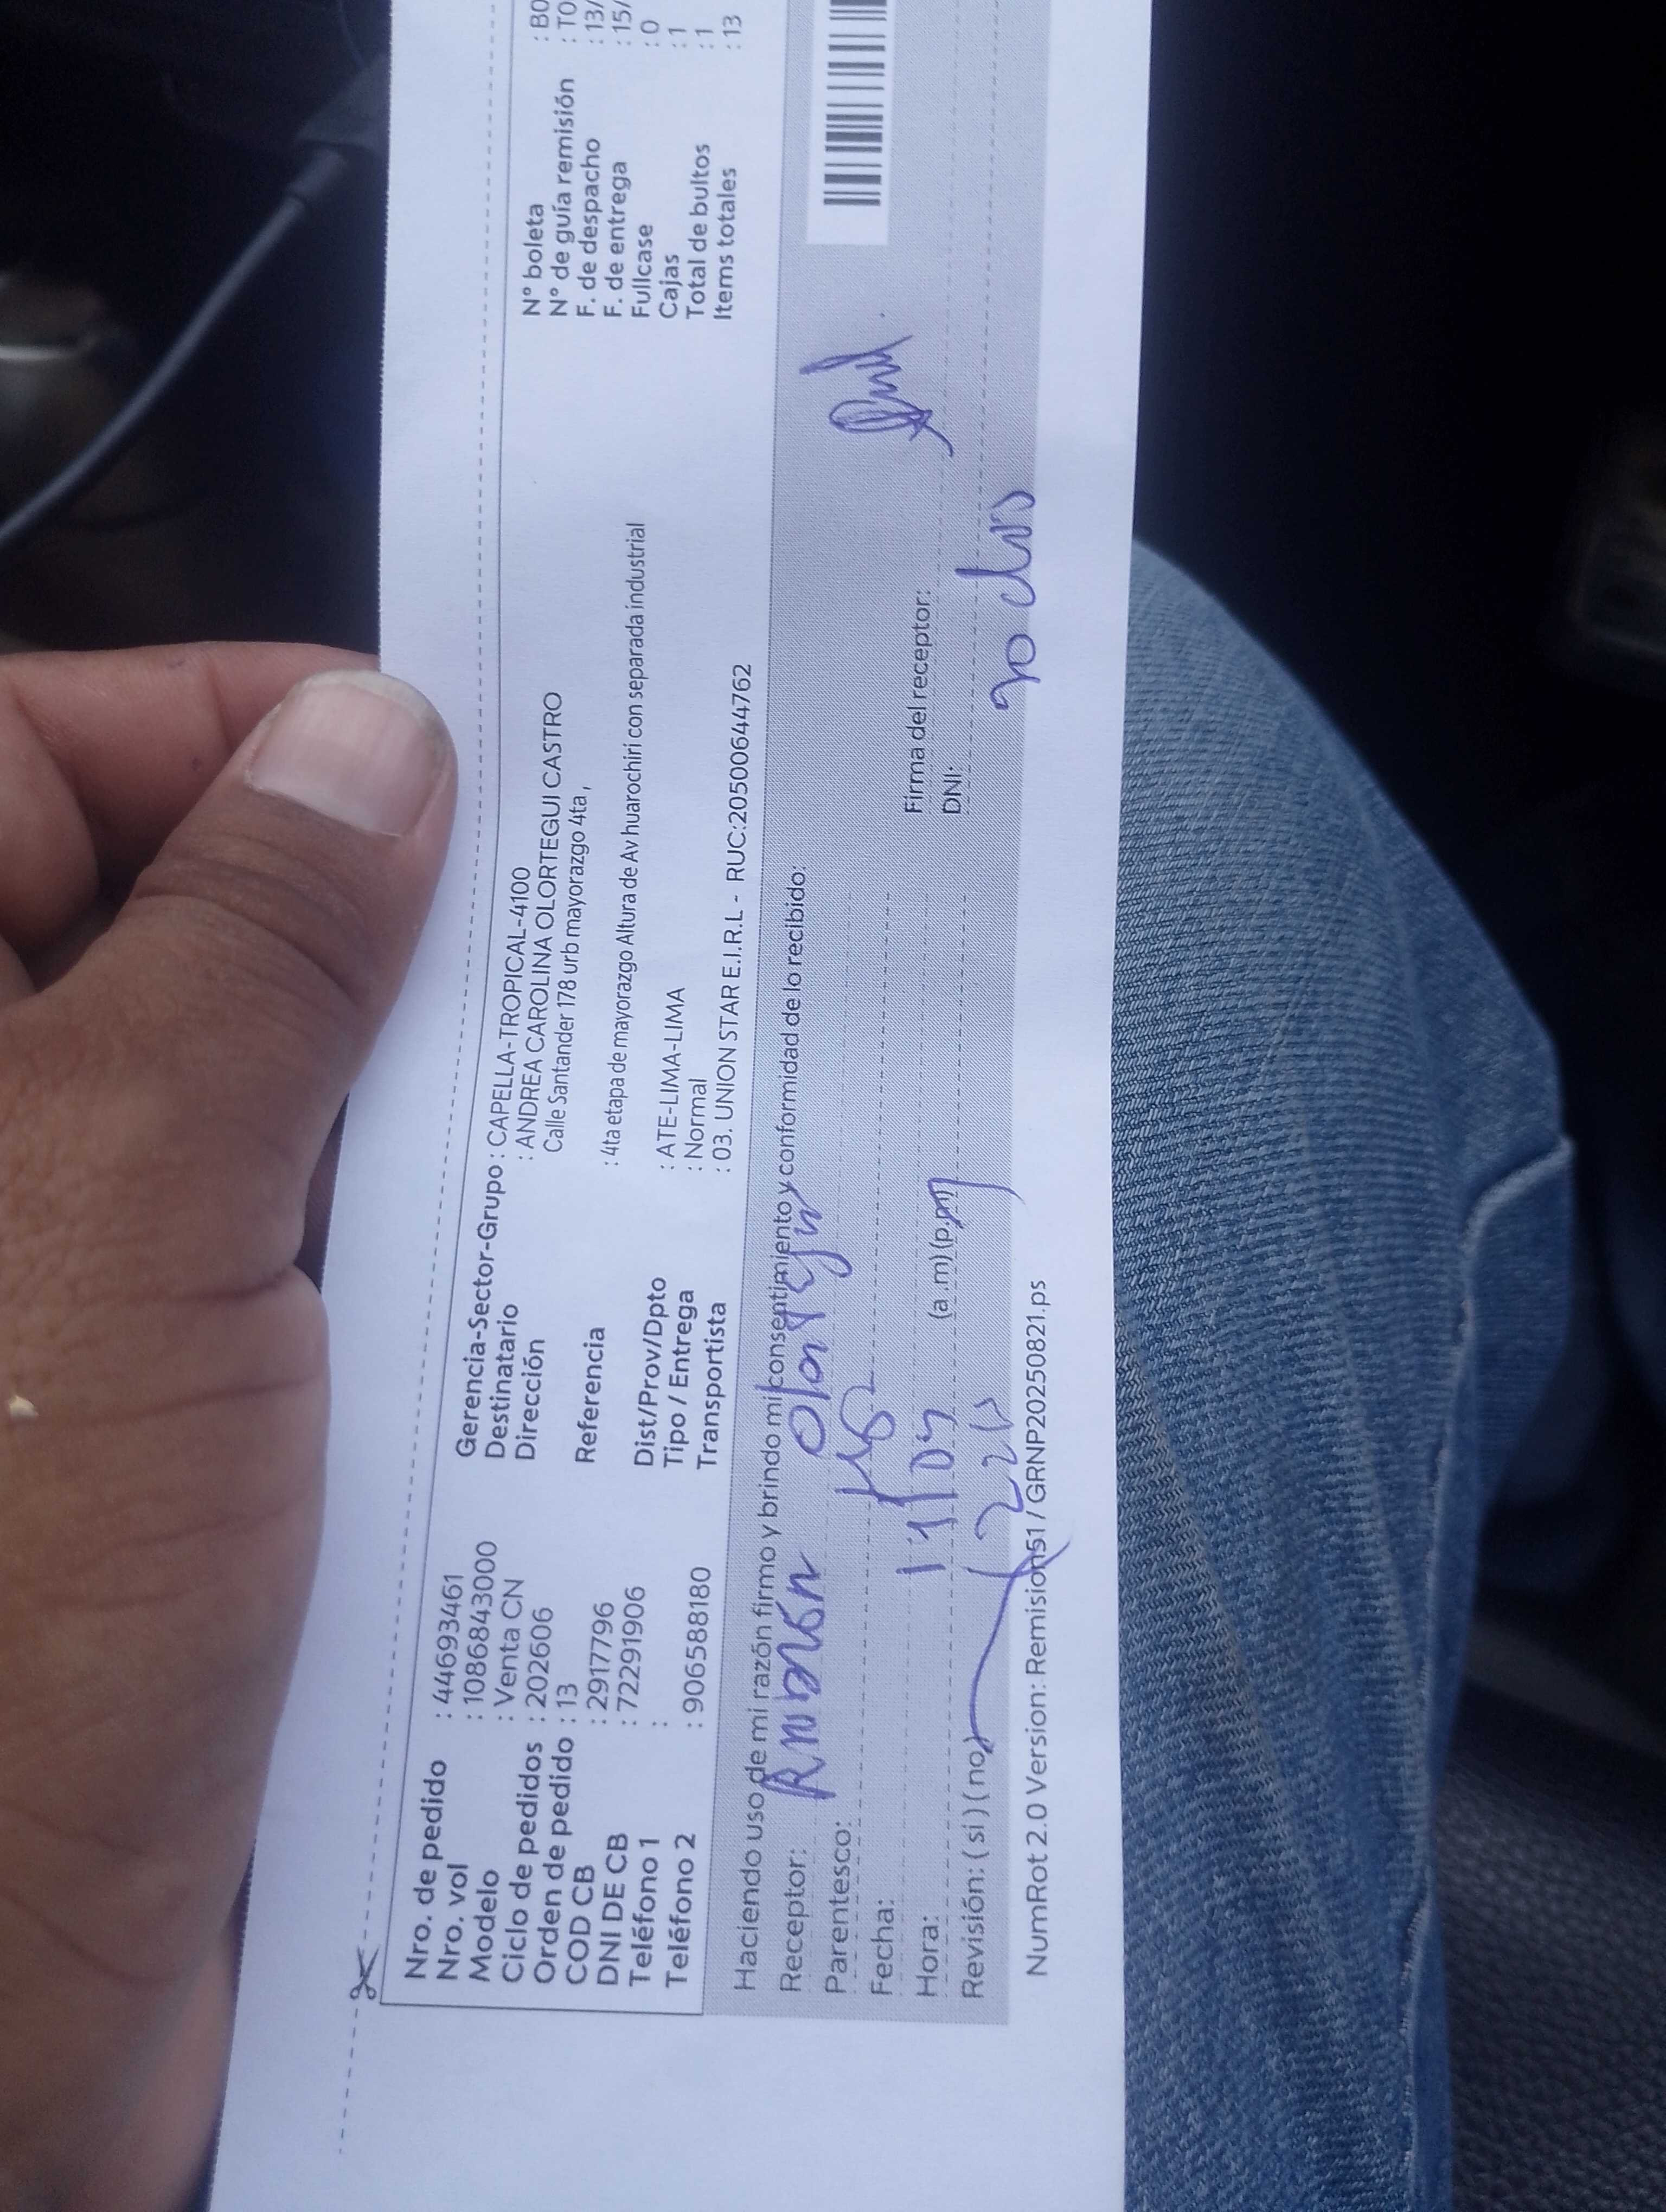 Nro. de pedido : 44693461
Nro. vol : 1086843000
Modelo : Venta CN
Ciclo de pedidos : 202606
Orden de pedido : 13
COD CB : 2917796
DNI DE CB : 72291906
Teléfono 1 :
Teléfono 2 : 906588180
Gerencia-Sector-Grupo : CAPELLA-TROPICAL-4100
Destinatario : ANDREA CAROLINA OLORTEGUI CASTRO
Dirección Calle Santander 178 urb mayorazgo 4ta,
Referencia : 4ta etapa de mayorazgo Altura de Av huarochiri con separada industrial
Dist/Prov/Dpto : ATE-LIMA-LIMA
Tipo / Entrega : Normal
Transportista : 03. UNION STAR E.I.R.L - RUC:20500644762
N° boleta : B0
N° de guía remisión : T0
F. de despacho : 13/
F. de entrega : 15/
Fullcase : 0
Cajas : 1
Total de bultos : 1
Items totales : 13
Haciendo uso de mi razón firmo y brindo mi consentimiento y conformidad de lo recibido:
Receptor:
Parentesco:
Fecha:
Hora: (a .m) (p.m)
Revisión: ( si ) ( no )
Firma del receptor:
DNI:
NumRot 2.0 Version: Remision51 / GRNP20250821.ps